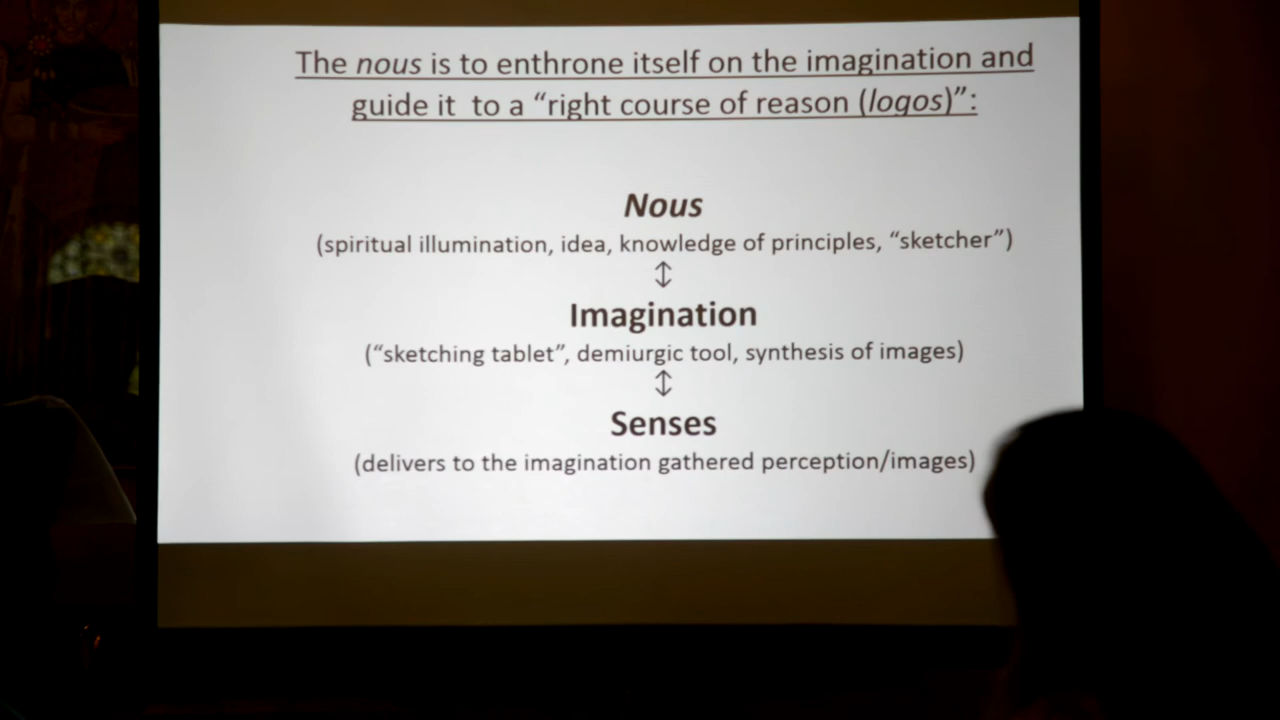 The nous is to enthrone itself on the imagination and
guide it to a “right course of reason (logos)”:
Nous
(spiritual illumination, idea, knowledge of principles, “sketcher”)
↕
Imagination
(“sketching tablet”, demiurgic tool, synthesis of images)
↕
Senses
(delivers to the imagination gathered perception/images)